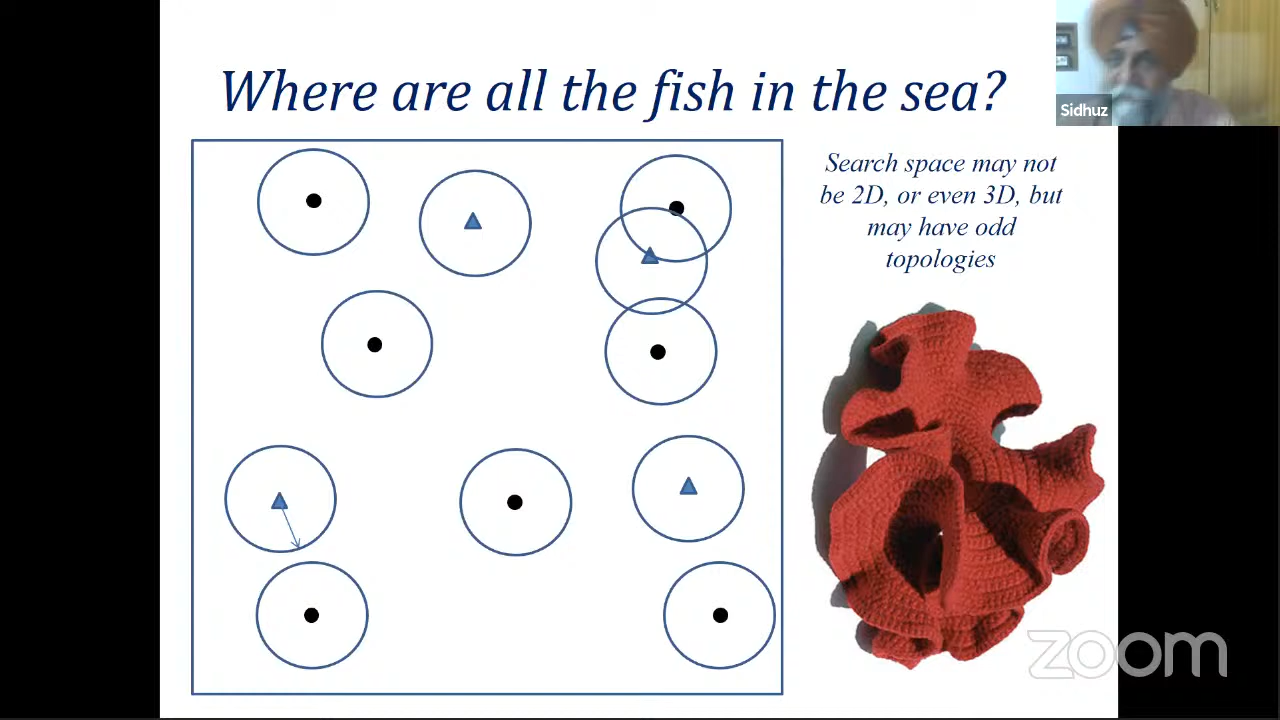 Where are all the fish in the sea?
Sidhuz
Search space may not
be 2D, or even 3D, but
may have odd
topologies
zoom